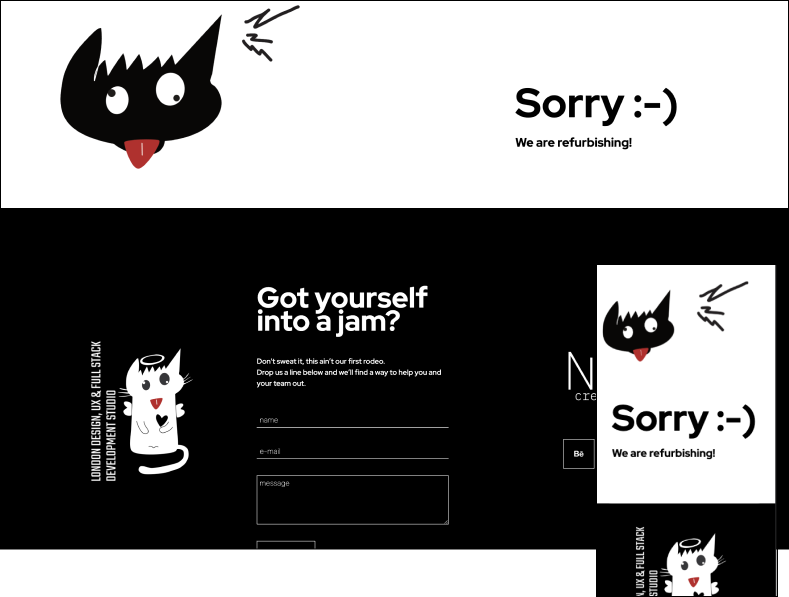 Sorry :-)
We are refurbishing!
Got yourself
into a jam?
Don't sweat it, this ain't our first rodeo.
Drop us a line below and we'll find a way to help you and
your team out.
name
e-mail
message
LONDON DESIGN, UX & FULL STACK
DEVELOPMENT STUDIO
N
cre
Bē
Sorry :-)
We are refurbishing!
N, UX & FULL STACK
STUDIO